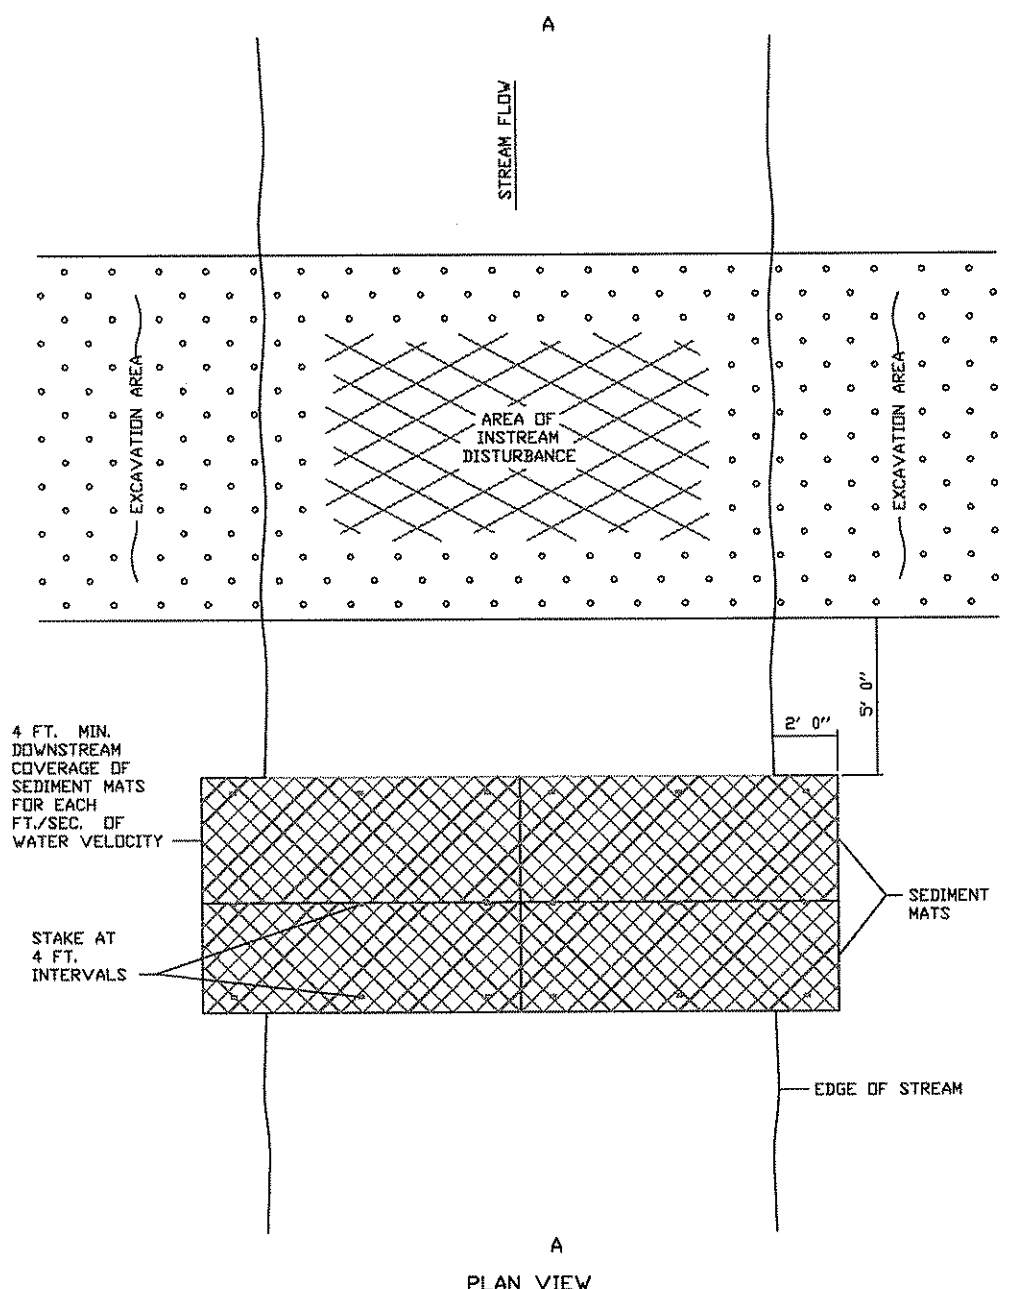 A
STREAM FLOW
EXCAVATION AREA
AREA OF
INSTREAM
DISTURBANCE
EXCAVATION AREA
5' 0"
2' 0"
4 FT. MIN.
DOWNSTREAM
COVERAGE OF
SEDIMENT MATS
FOR EACH
FT./SEC. OF
WATER VELOCITY
SEDIMENT
MATS
STAKE AT
4 FT.
INTERVALS
EDGE OF STREAM
A
PLAN VIEW